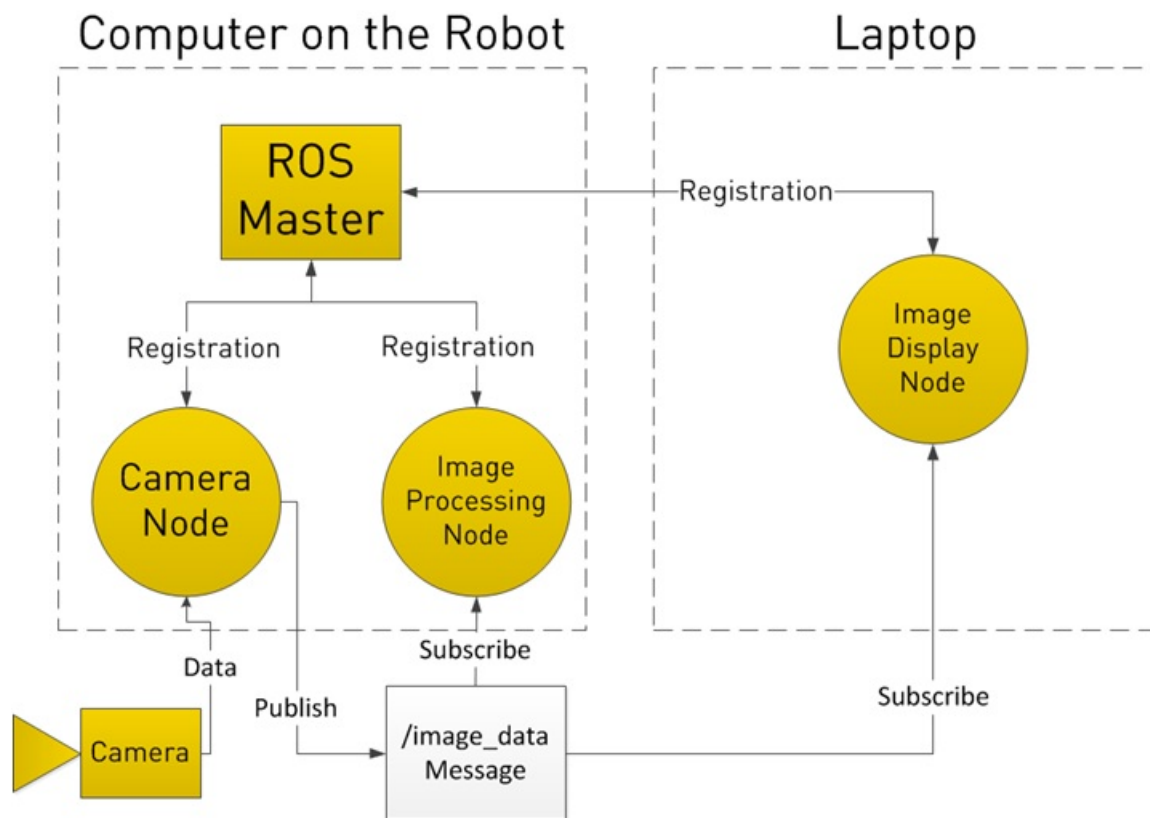 Computer on the Robot
Laptop
ROS
Master
Registration
Registration
Registration
Image
Display
Node
Camera
Node
Image
Processing
Node
Data
Subscribe
Publish
Subscribe
Camera
/image_data
Message